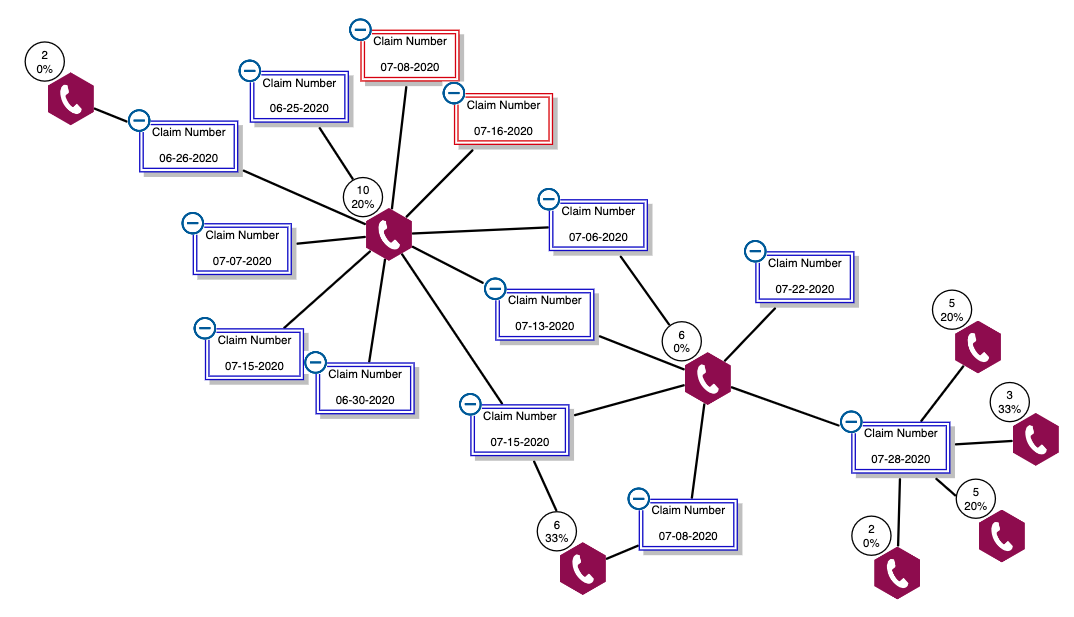 Claim Number
07-08-2020
2
0%
Claim Number
06-25-2020
Claim Number
07-16-2020
Claim Number
06-26-2020
10
20%
Claim Number
07-06-2020
Claim Number
07-07-2020
Claim Number
07-22-2020
Claim Number
07-13-2020
5
20%
Claim Number
07-15-2020
6
0%
Claim Number
06-30-2020
3
33%
Claim Number
07-15-2020
Claim Number
07-28-2020
5
20%
Claim Number
07-08-2020
6
33%
2
0%